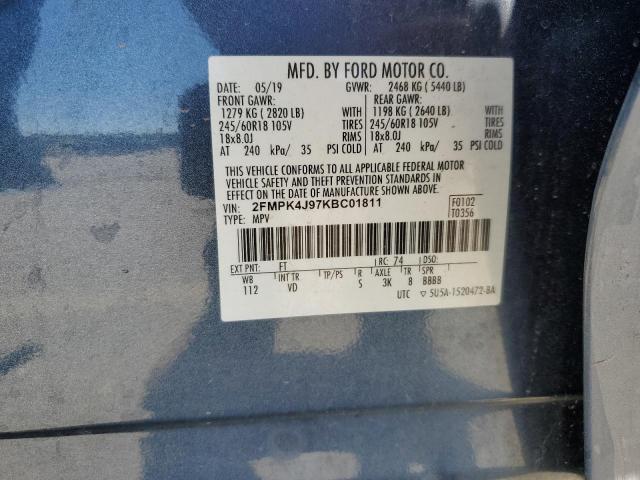 MFD. BY FORD MOTOR CO.
DATE: 05/19 GVWR: 2468 KG (5440 LB)
FRONT GAWR: REAR GAWR:
1279 KG (2820 LB) WITH 1198 KG (2640 LB) WITH
245/60R18 105V TIRES 245/60R18 105V TIRES
18x8.0J RIMS 18x8.0J RIMS
AT 240 kPa/ 35 PSI COLD AT 240 kPa/ 35 PSI COLD
THIS VEHICLE CONFORMS TO ALL APPLICABLE FEDERAL MOTOR
VEHICLE SAFETY AND THEFT PREVENTION STANDARDS IN
EFFECT ON THE DATE OF MANUFACTURE SHOWN ABOVE.
VIN: 2FMPK4J97KBC01811 F0102
TYPE: MPV T0356
EXT PNT: FT RC: 74 DSO:
WB INT TR TP/PS R AXLE TR SPR
112 VD S 3K 8 BBBB
UTC ▽ 5U5A-1520472-BA